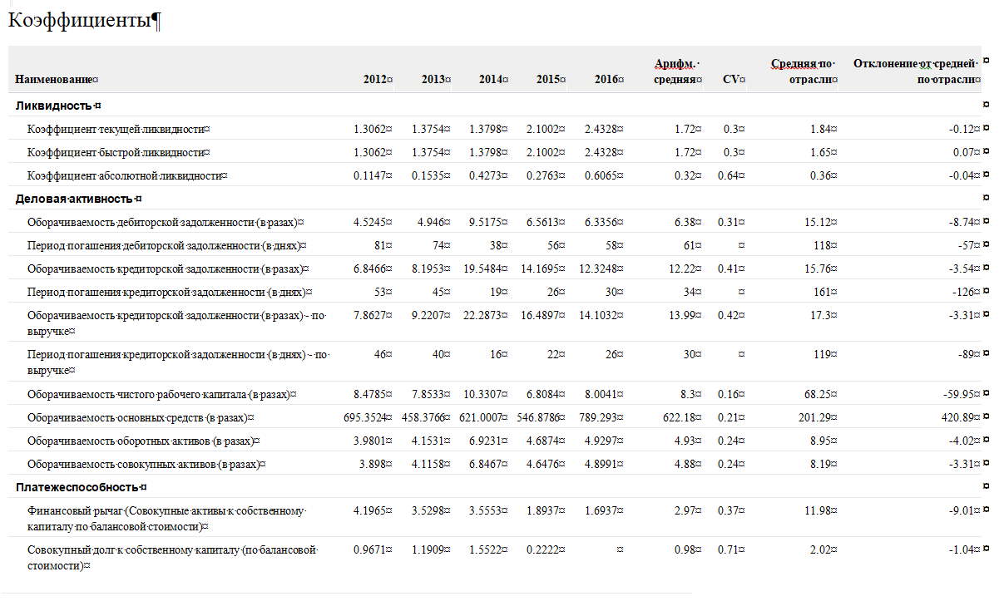 Коэффициенты¶
Наименование¤ 2012¤ 2013¤ 2014¤ 2015¤ 2016¤ Арифм.· средняя¤ CV¤ Средняя·по· отрасли¤ Отклонение·от·средней· по·отрасли¤ ¤
Ликвидность·¤ ¤
Коэффициент·текущей·ликвидности¤ 1.3062¤ 1.3754¤ 1.3798¤ 2.1002¤ 2.4328¤ 1.72¤ 0.3¤ 1.84¤ -0.12¤ ¤
Коэффициент·быстрой·ликвидности¤ 1.3062¤ 1.3754¤ 1.3798¤ 2.1002¤ 2.4328¤ 1.72¤ 0.3¤ 1.65¤ 0.07¤ ¤
Коэффициент·абсолютной·ликвидности¤ 0.1147¤ 0.1535¤ 0.4273¤ 0.2763¤ 0.6065¤ 0.32¤ 0.64¤ 0.36¤ -0.04¤ ¤
Деловая·активность·¤ ¤
Оборачиваемость·дебиторской·задолженности·(в·разах)¤ 4.5245¤ 4.946¤ 9.5175¤ 6.5613¤ 6.3356¤ 6.38¤ 0.31¤ 15.12¤ -8.74¤ ¤
Период·погашения·дебиторской·задолженности·(в·днях)¤ 81¤ 74¤ 38¤ 56¤ 58¤ 61¤ ¤ 118¤ -57¤ ¤
Оборачиваемость·кредиторской·задолженности·(в·разах)¤ 6.8466¤ 8.1953¤ 19.5484¤ 14.1695¤ 12.3248¤ 12.22¤ 0.41¤ 15.76¤ -3.54¤ ¤
Период·погашения·кредиторской·задолженности·(в·днях)¤ 53¤ 45¤ 19¤ 26¤ 30¤ 34¤ ¤ 161¤ -126¤ ¤
Оборачиваемость·кредиторской·задолженности·(в·разах)·-·по· 7.8627¤ 9.2207¤ 22.2873¤ 16.4897¤ 14.1032¤ 13.99¤ 0.42¤ 17.3¤ -3.31¤ ¤
выручке¤
Период·погашения·кредиторской·задолженности·(в·днях)·-·по· 46¤ 40¤ 16¤ 22¤ 26¤ 30¤ ¤ 119¤ -89¤ ¤
выручке¤
Оборачиваемость·чистого·рабочего·капитала·(в·разах)¤ 8.4785¤ 7.8533¤ 10.3307¤ 6.8084¤ 8.0041¤ 8.3¤ 0.16¤ 68.25¤ -59.95¤ ¤
Оборачиваемость·основных·средств·(в·разах)¤ 695.3524¤ 458.3766¤ 621.0007¤ 546.8786¤ 789.293¤ 622.18¤ 0.21¤ 201.29¤ 420.89¤ ¤
Оборачиваемость·оборотных·активов·(в·разах)¤ 3.9801¤ 4.1531¤ 6.9231¤ 4.6874¤ 4.9297¤ 4.93¤ 0.24¤ 8.95¤ -4.02¤ ¤
Оборачиваемость·совокупных·активов·(в·разах)¤ 3.898¤ 4.1158¤ 6.8467¤ 4.6476¤ 4.8991¤ 4.88¤ 0.24¤ 8.19¤ -3.31¤ ¤
Платежеспособность·¤ ¤
Финансовый·рычаг·(Совокупные·активы·к·собственному· 4.1965¤ 3.5298¤ 3.5553¤ 1.8937¤ 1.6937¤ 2.97¤ 0.37¤ 11.98¤ -9.01¤ ¤
капиталу·по·балансовой·стоимости)¤
Совокупный·долг·к·собственному·капиталу·(по·балансовой· 0.9671¤ 1.1909¤ 1.5522¤ 0.2222¤ ¤ 0.98¤ 0.71¤ 2.02¤ -1.04¤ ¤
стоимости)¤